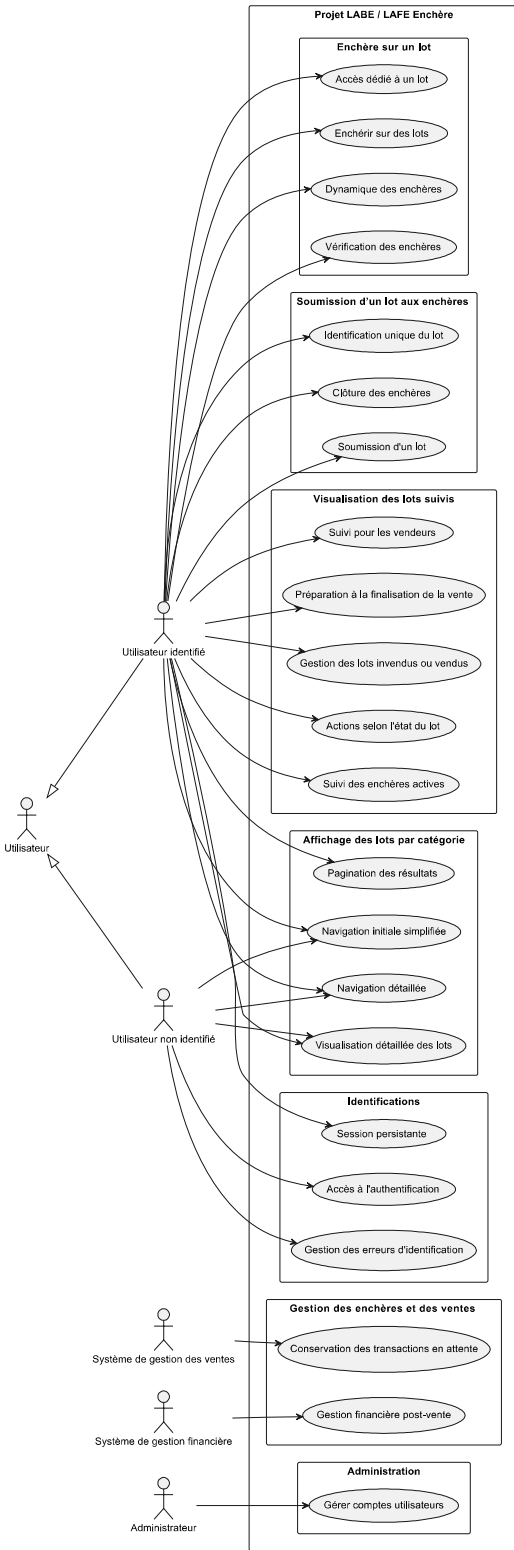 Projet LABE / LAFE Enchère
Enchère sur un lot
Accès dédié à un lot
Enchérir sur des lots
Dynamique des enchères
Vérification des enchères
Soumission d'un lot aux enchères
Identification unique du lot
Clôture des enchères
Soumission d'un lot
Visualisation des lots suivis
Suivi pour les vendeurs
Préparation à la finalisation de la vente
Gestion des lots invendus ou vendus
Actions selon l'état du lot
Suivi des enchères actives
Utilisateur identifié
Utilisateur
Affichage des lots par catégorie
Pagination des résultats
Navigation initiale simplifiée
Navigation détaillée
Visualisation détaillée des lots
Utilisateur non identifié
Identifications
Session persistante
Accès à l'authentification
Gestion des erreurs d'identification
Gestion des enchères et des ventes
Conservation des transactions en attente
Système de gestion des ventes
Gestion financière post-vente
Système de gestion financière
Administration
Gérer comptes utilisateurs
Administrateur